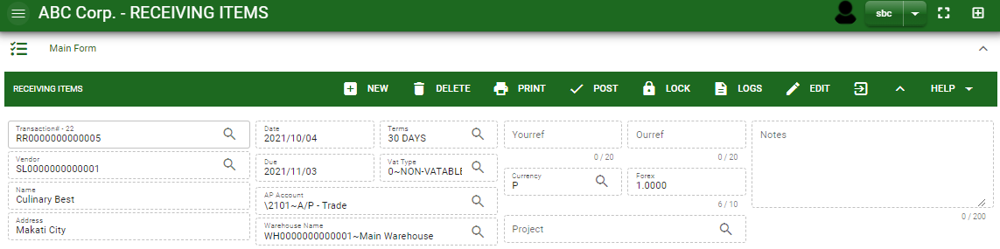 ABC Corp. - RECEIVING ITEMS
sbc
Main Form
RECEIVING ITEMS
NEW
DELETE
PRINT
POST
LOCK
LOGS
EDIT
HELP
Transaction# - 22
RR0000000000005
Vendor
SL0000000000001
Name
Culinary Best
Address
Makati City
Date
2021/10/04
Terms
30 DAYS
Due
2021/11/03
Vat Type
0~NON-VATABLE
AP Account
\2101~A/P - Trade
Warehouse Name
WH0000000000001~Main Warehouse
Yourref
0 / 20
Ourref
0 / 20
Currency
P
Forex
1.0000
6 / 10
Project
Notes
0 / 200